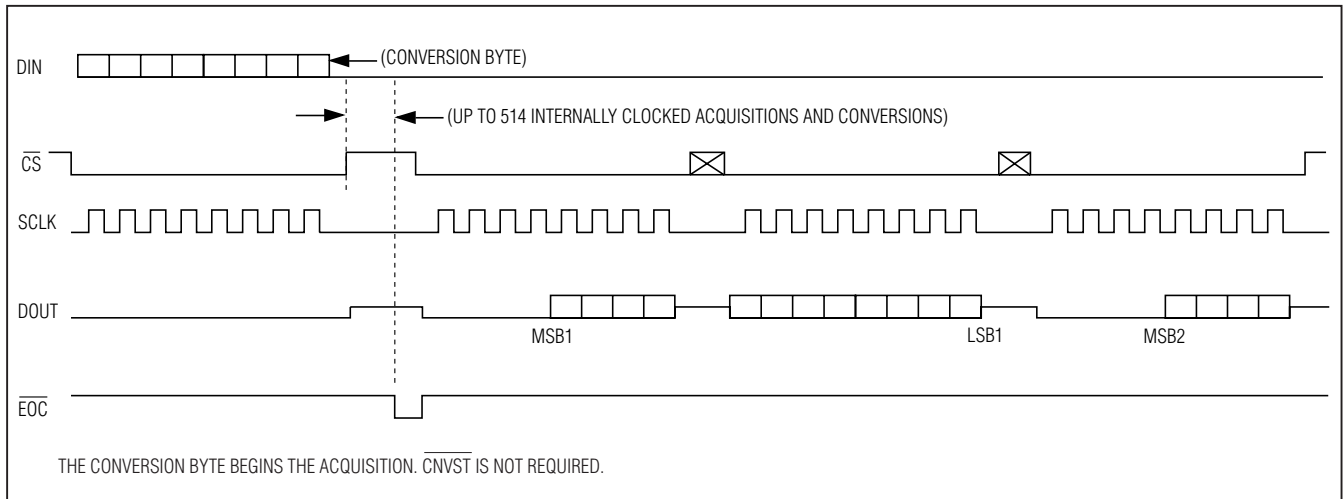 DIN
(CONVERSION BYTE)
(UP TO 514 INTERNALLY CLOCKED ACQUISITIONS AND CONVERSIONS)
CS
SCLK
DOUT
MSB1
LSB1
MSB2
EOC
THE CONVERSION BYTE BEGINS THE ACQUISITION. CNVST IS NOT REQUIRED.